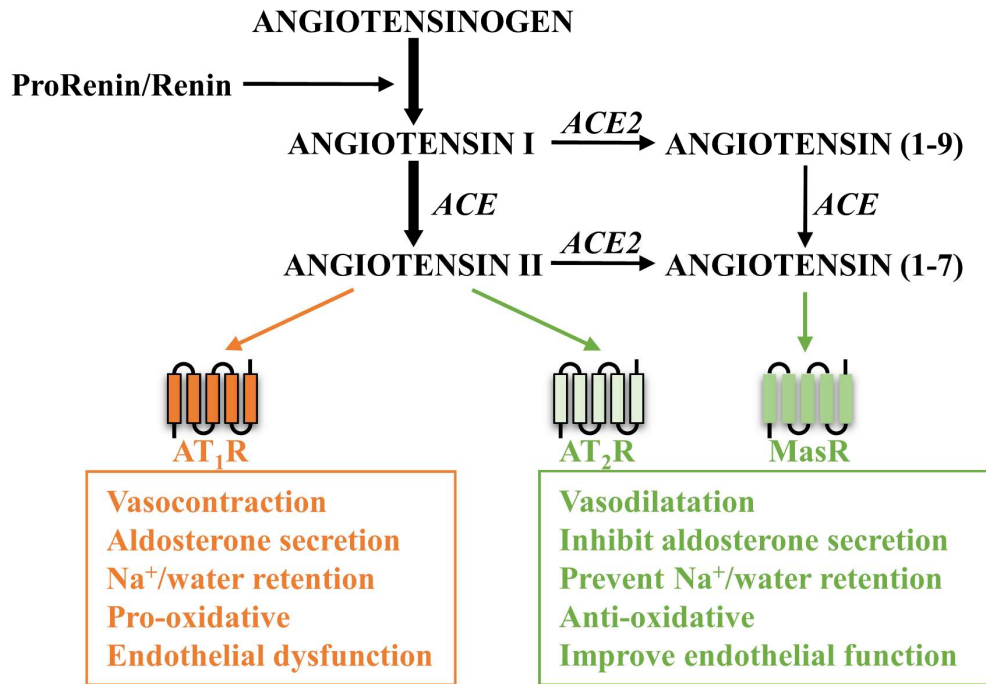 ANGIOTENSINOGEN
ProRenin/Renin
ANGIOTENSIN I
ACE2
ANGIOTENSIN (1-9)
ACE
ACE
ANGIOTENSIN II
ACE2
ANGIOTENSIN (1-7)
AT₁R
AT₂R
MasR
Vasocontraction
Aldosterone secretion
Na⁺/water retention
Pro-oxidative
Endothelial dysfunction
Vasodilatation
Inhibit aldosterone secretion
Prevent Na⁺/water retention
Anti-oxidative
Improve endothelial function